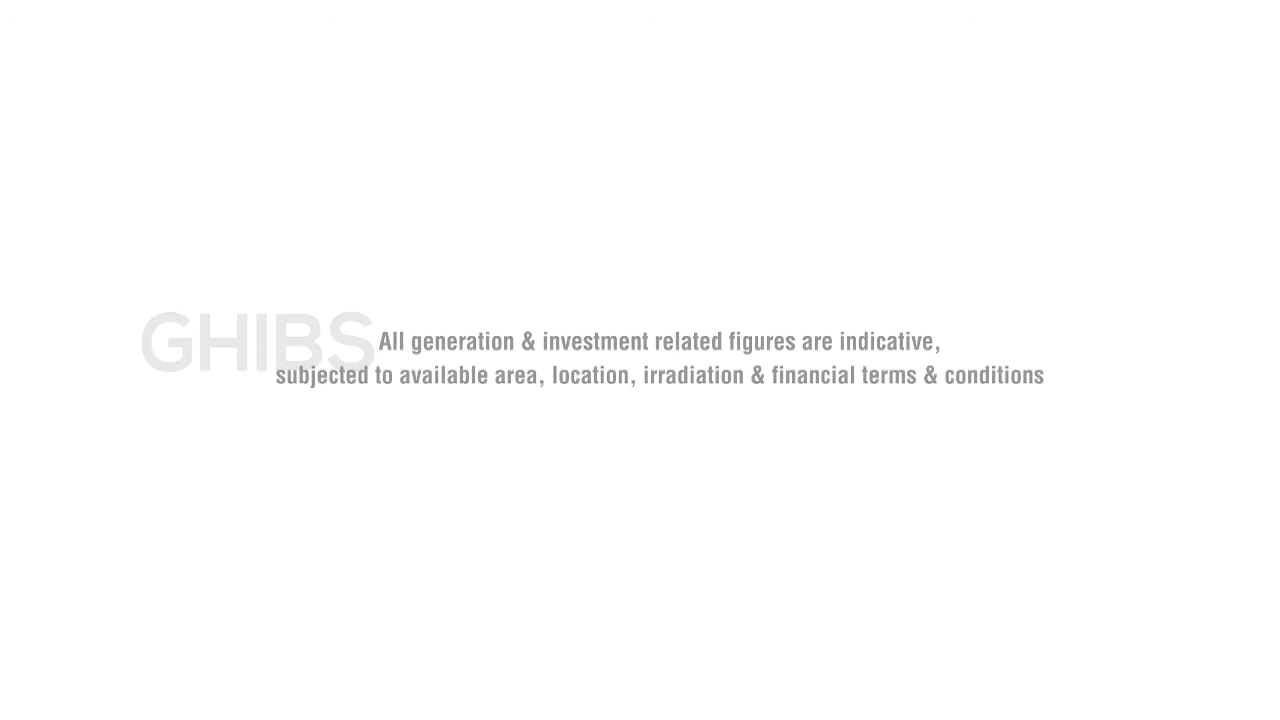 GHIBS
All generation & investment related figures are indicative,
subjected to available area, location, irradiation & financial terms & conditions